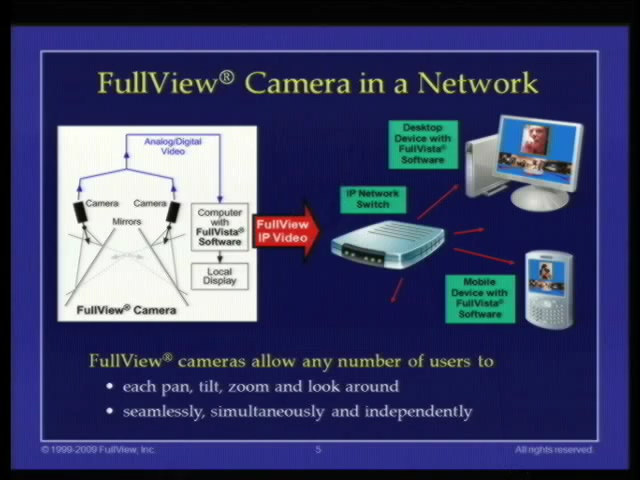 FullView® Camera in a Network
Analog/Digital
Video
Camera
Camera
Mirrors
Computer
with
FullVista®
Software
Local
Display
FullView® Camera
FullView
IP Video
IP Network
Switch
Desktop
Device with
FullVista®
Software
Mobile
Device with
FullVista®
Software
FullView® cameras allow any number of users to
• each pan, tilt, zoom and look around
• seamlessly, simultaneously and independently
© 1999-2009 FullView, Inc.
5
All rights reserved.